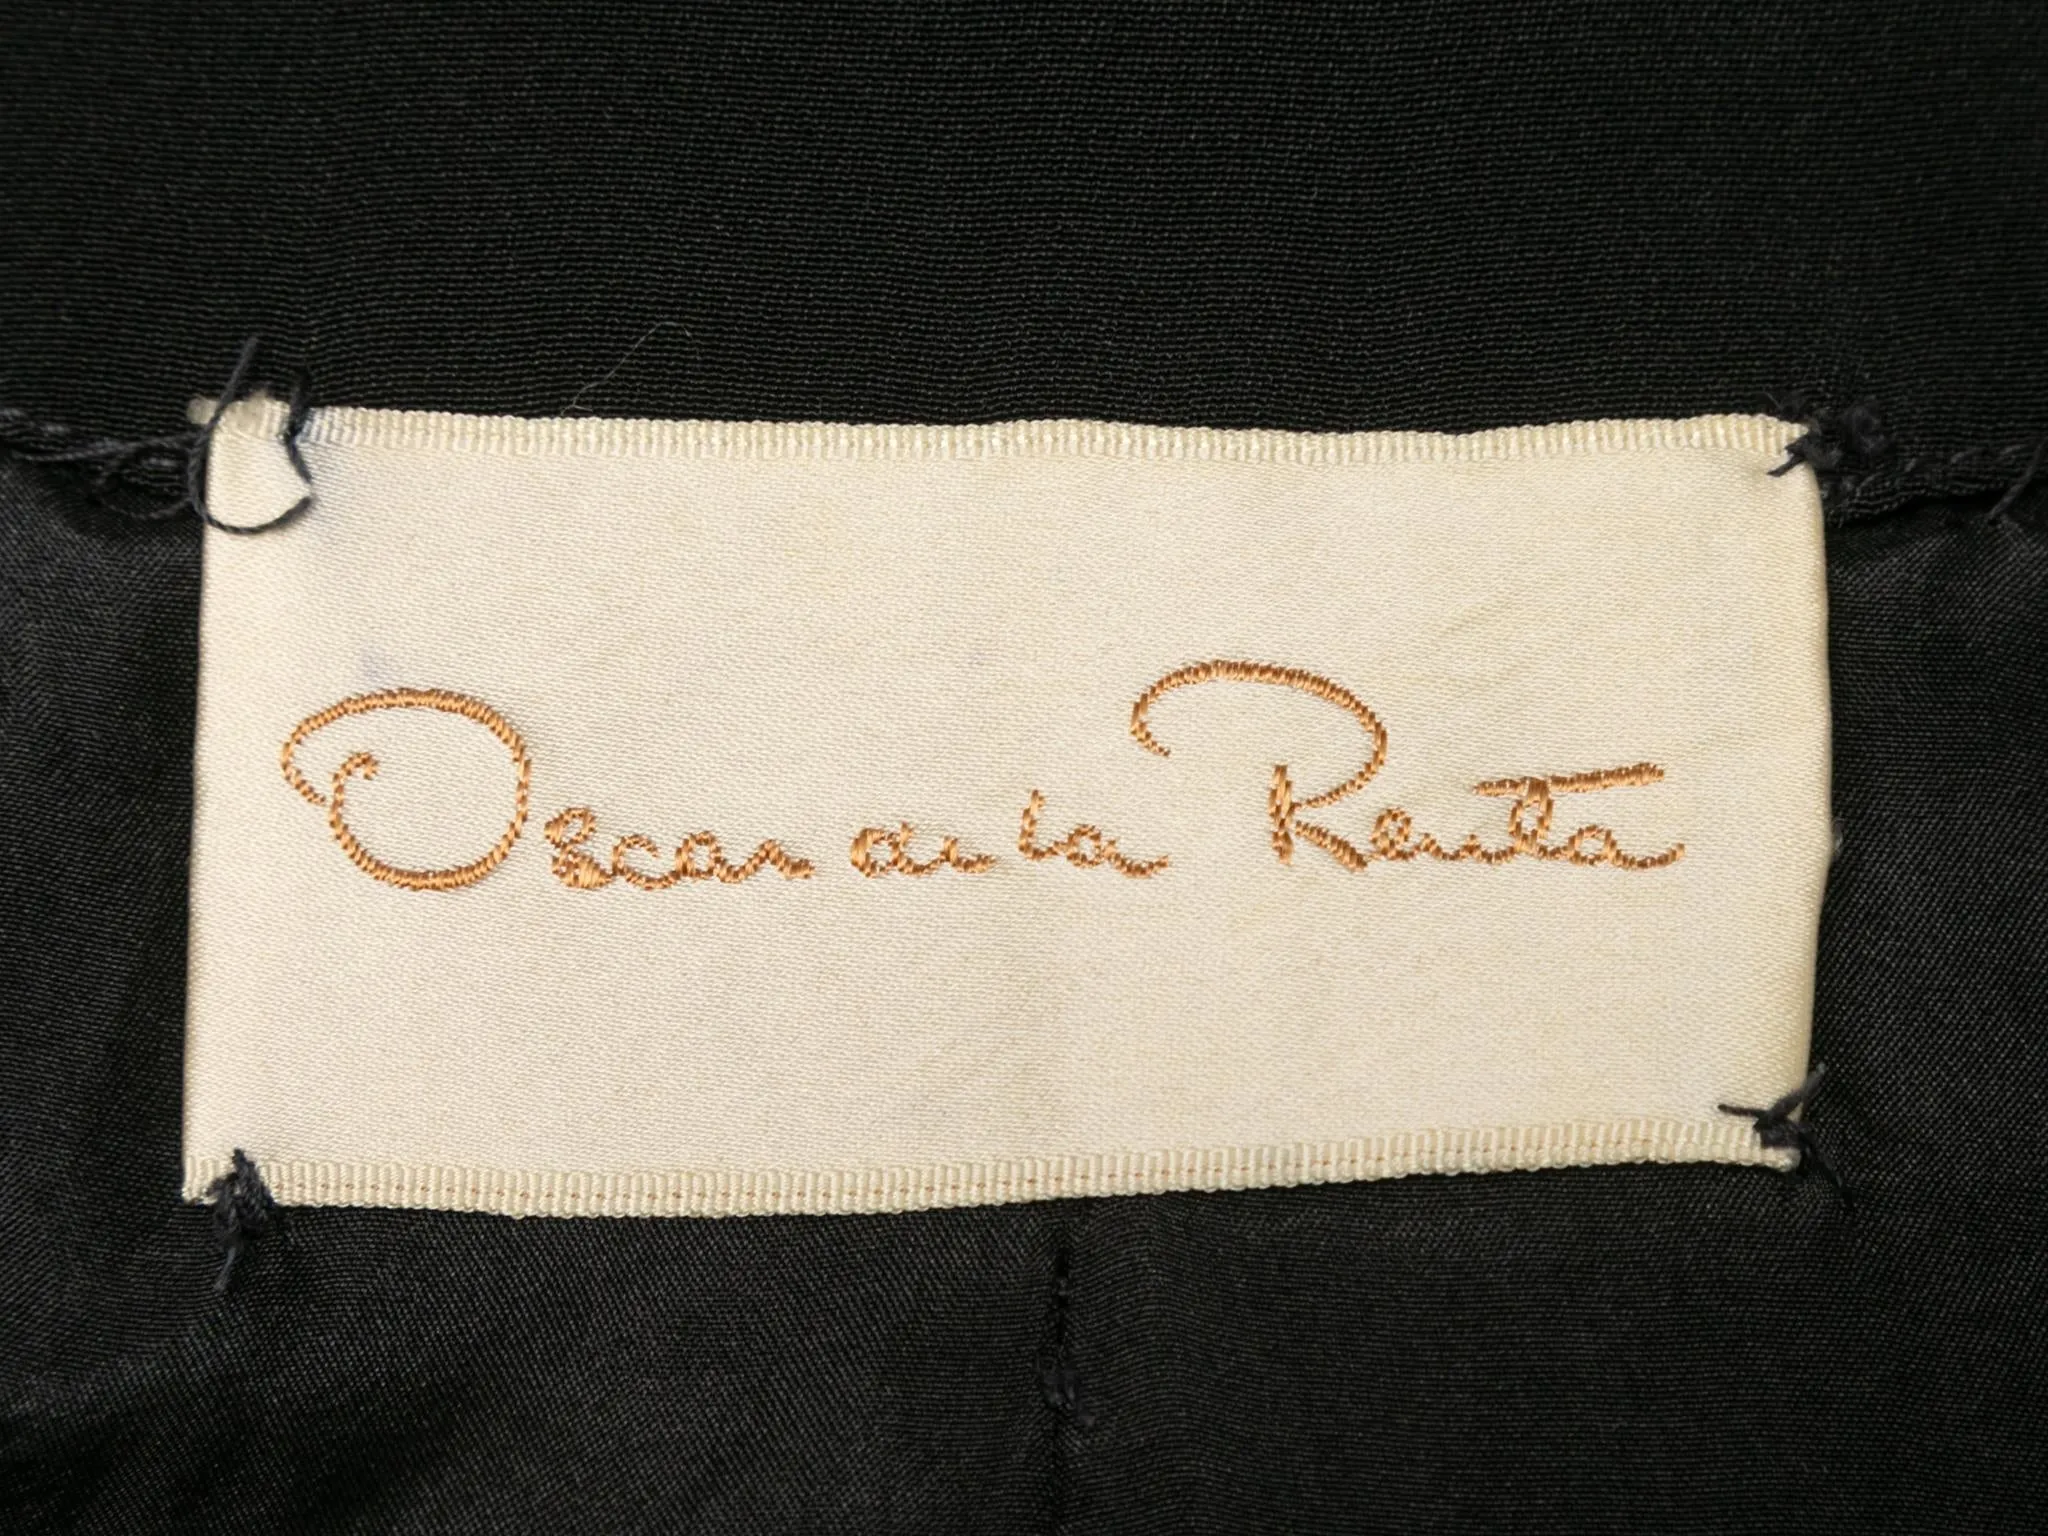 Oscar de la Renta